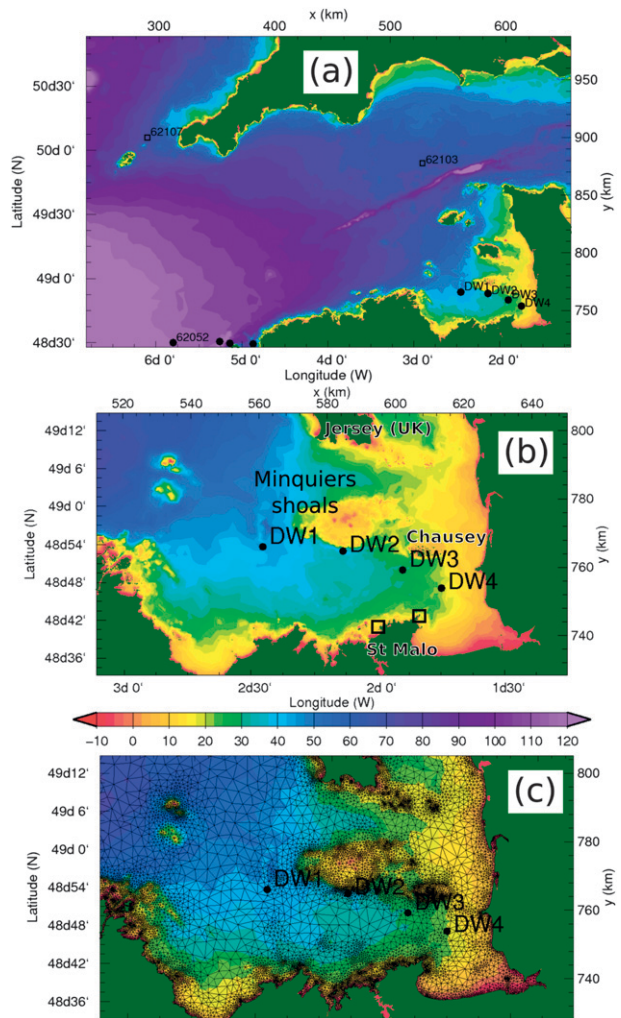 x (km)
300 400 500 600
(a)
50d30'
50d 0'
49d30'
49d 0'
48d30'
Latitude (N)
950
900
850
800
750
y (km)
62107
62103
DW1 DW2 DW3 DW4
62052
6d 0' 5d 0' 4d 0' 3d 0' 2d 0'
Longitude (W)
x (km)
520 540 560 580 600 620 640
(b)
49d12'
49d 6'
49d 0'
48d54'
48d48'
48d42'
48d36'
Latitude (N)
800
780
760
740
y (km)
Jersey (UK)
Minquiers
shoals
Chausey
DW1 DW2
DW3
DW4
St Malo
3d 0' 2d30' 2d 0' 1d30'
Longitude (W)
−10 0 10 20 30 40 50 60 70 80 90 100 110 120
(c)
49d12'
49d 6'
49d 0'
48d54'
48d48'
48d42'
48d36'
Latitude (N)
800
780
760
740
y (km)
DW1 DW2
DW3
DW4